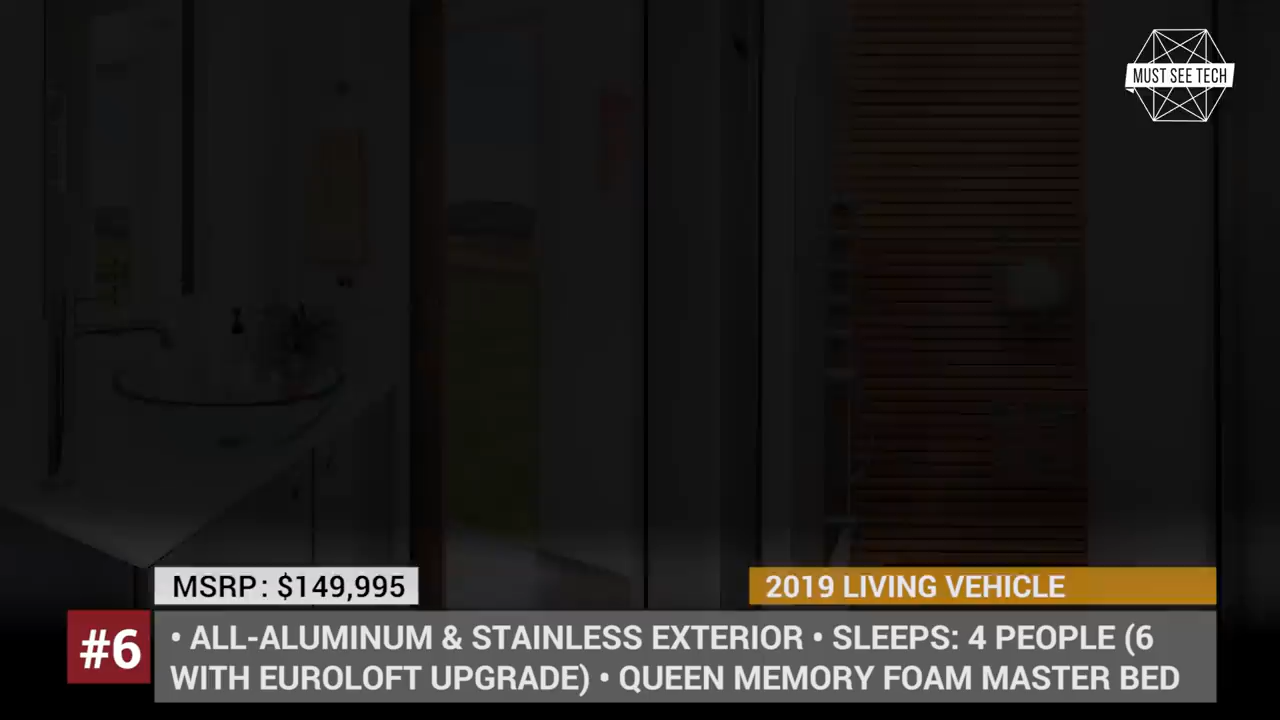 MUST SEE TECH
MSRP: $149,995
2019 LIVING VEHICLE
#6
• ALL-ALUMINUM & STAINLESS EXTERIOR • SLEEPS: 4 PEOPLE (6
WITH EUROLOFT UPGRADE) • QUEEN MEMORY FOAM MASTER BED